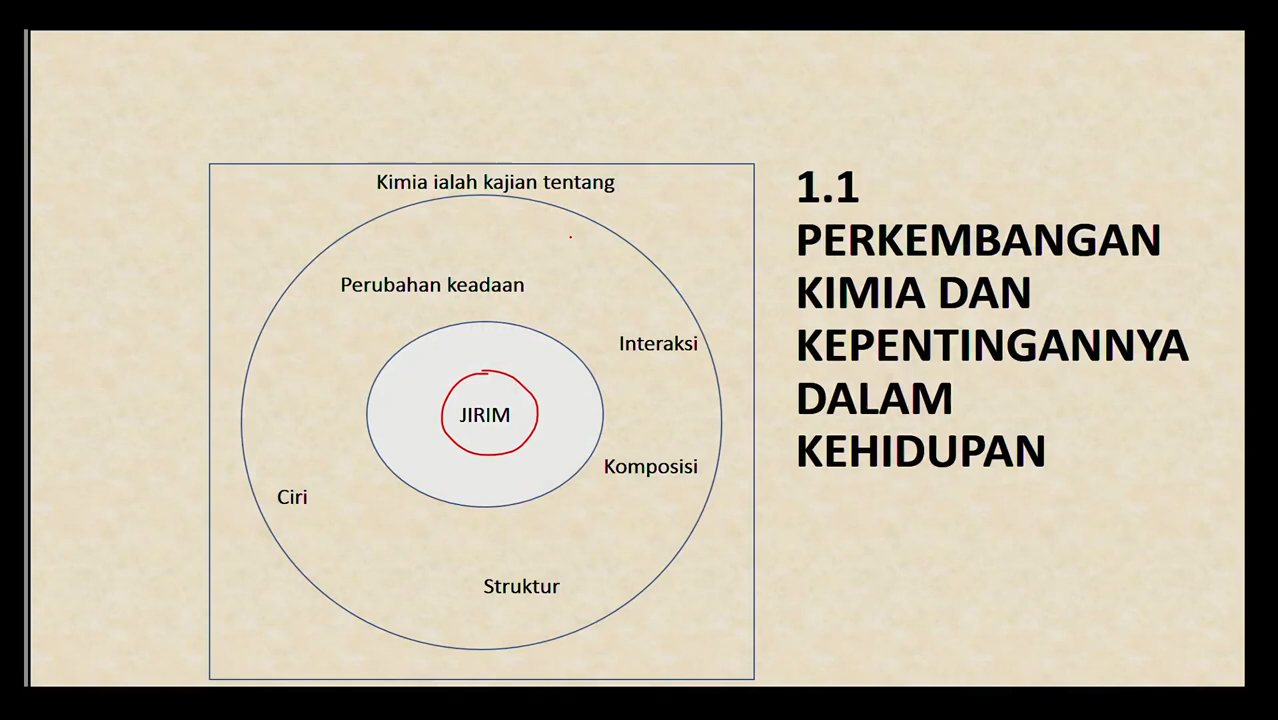 Kimia ialah kajian tentang
Perubahan keadaan
Interaksi
JIRIM
Komposisi
Ciri
Struktur
1.1
PERKEMBANGAN
KIMIA DAN
KEPENTINGANNYA
DALAM
KEHIDUPAN